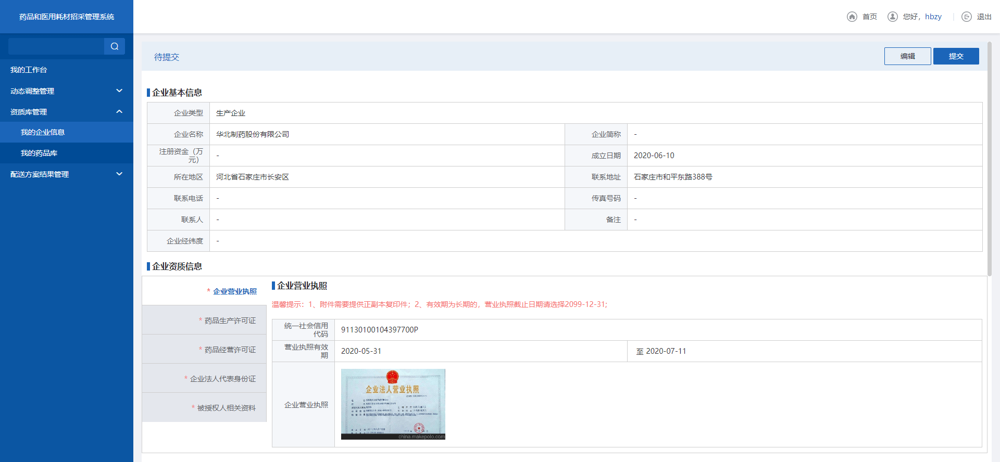 药品和医用耗材招采管理系统
首页
您好，hbzy
退出
我的工作台
动态调整管理
资质库管理
我的企业信息
我的药品库
配送方案结果管理
待提交
编辑
提交
企业基本信息
企业类型 生产企业
企业名称 华北制药股份有限公司 企业简称 -
注册资金（万
元） - 成立日期 2020-06-10
所在地区 河北省石家庄市长安区 联系地址 石家庄市和平东路388号
联系电话 - 传真号码 -
联系人 - 备注 -
企业经纬度 -
企业资质信息
* 企业营业执照
* 药品生产许可证
* 药品经营许可证
* 企业法人代表身份证
* 被授权人相关资料
企业营业执照
温馨提示：1、附件需要提供正副本复印件；2、有效期为长期的，营业执照截止日期请选择2099-12-31;
统一社会信用
代码 91130100104397700P
营业执照有效
期 2020-05-31 至 2020-07-11
企业营业执照
企业法人营业执照
china.makepolo.com